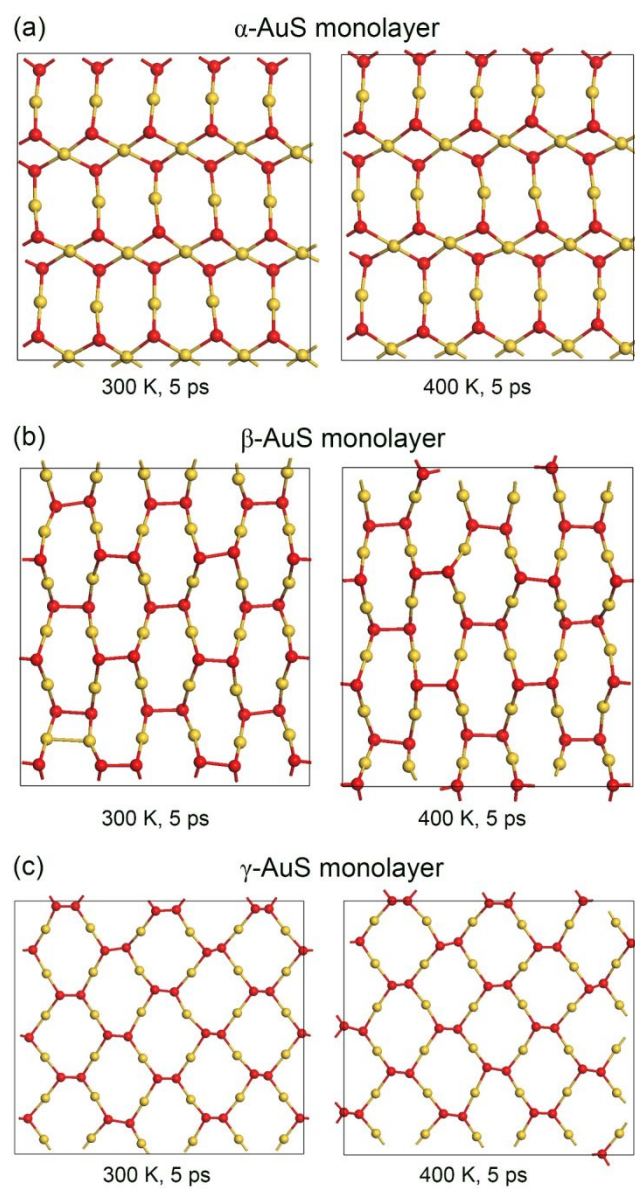 (a) α-AuS monolayer
300 K, 5 ps 400 K, 5 ps
(b) β-AuS monolayer
300 K, 5 ps 400 K, 5 ps
(c) γ-AuS monolayer
300 K, 5 ps 400 K, 5 ps